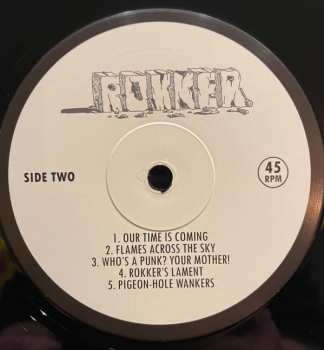 ROKKER
SIDE TWO
45
RPM
1. OUR TIME IS COMING
2. FLAMES ACROSS THE SKY
3. WHO'S A PUNK? YOUR MOTHER!
4. ROKKER'S LAMENT
5. PIGEON-HOLE WANKERS